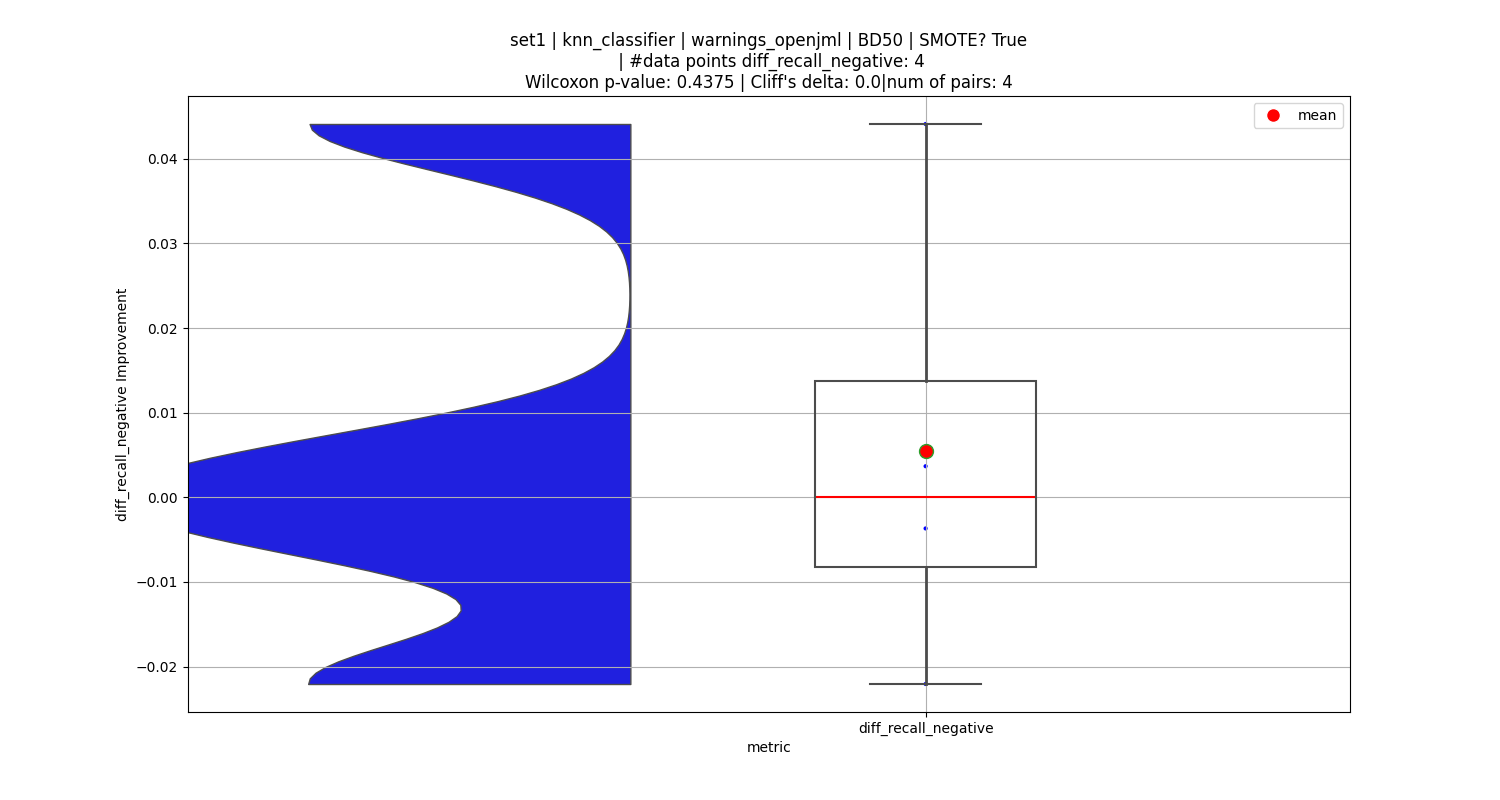 set1 | knn_classifier | warnings_openjml | BD50 | SMOTE? True
| #data points diff_recall_negative: 4
Wilcoxon p-value: 0.4375 | Cliff's delta: 0.0|num of pairs: 4
mean
0.04
0.03
0.02
0.01
0.00
−0.01
−0.02
diff_recall_negative Improvement
diff_recall_negative
metric